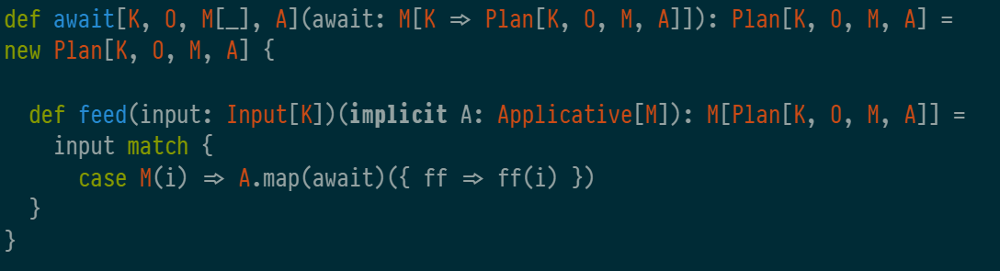 def await[K, O, M[_], A](await: M[K => Plan[K, O, M, A]]): Plan[K, O, M, A] =
new Plan[K, O, M, A] {
def feed(input: Input[K])(implicit A: Applicative[M]): M[Plan[K, O, M, A]] =
input match {
case M(i) => A.map(await)({ ff => ff(i) })
}
}